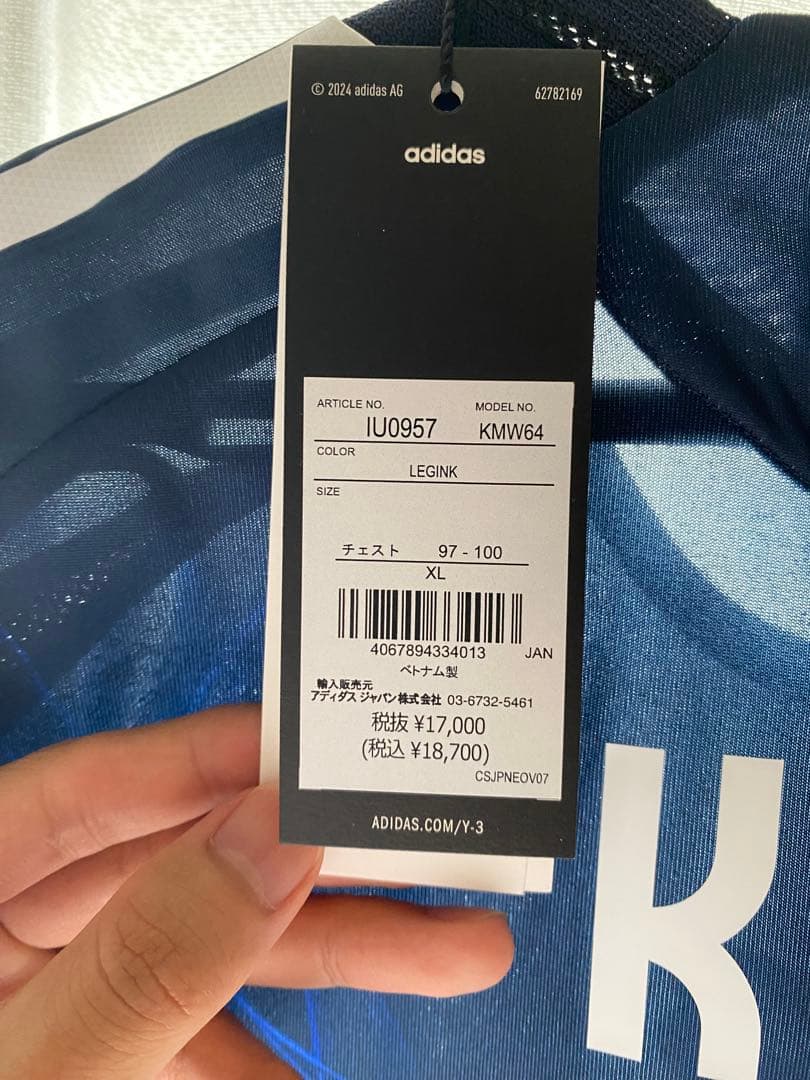 © 2024 adidas AG 62782169
adidas
ARTICLE NO. MODEL NO.
IU0957 KMW64
COLOR
LEGINK
SIZE
チェスト 97 - 100
XL
4067894334013 JAN
ベトナム製
輸入販売元
アディダス ジャパン株式会社 03-6732-5461
税抜 ¥17,000
(税込 ¥18,700)
CSJPNEOV07
ADIDAS.COM/Y-3
K